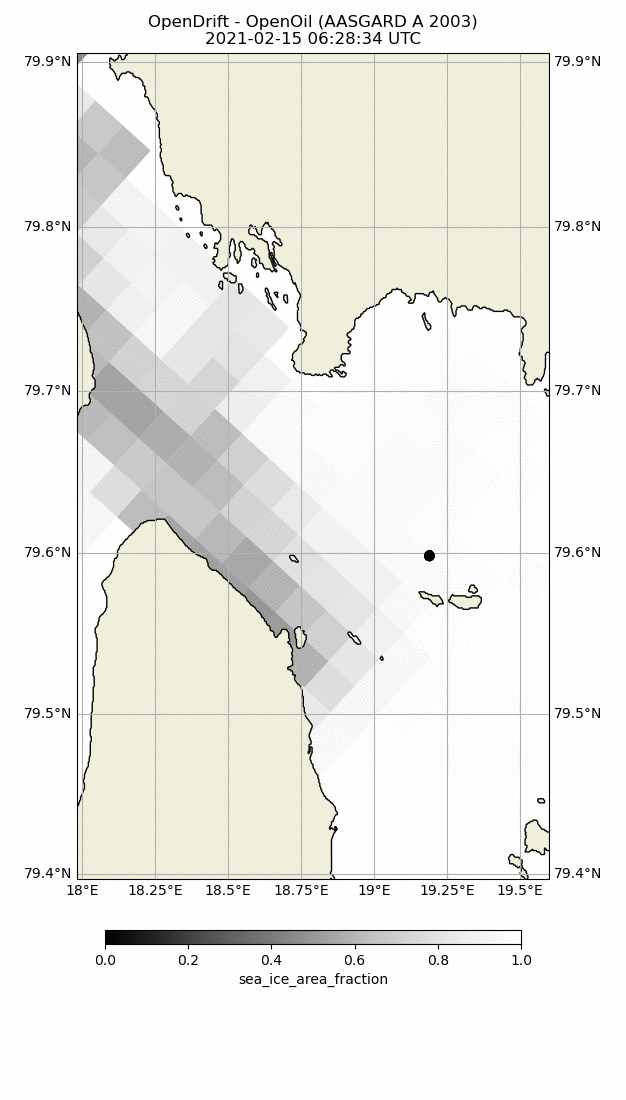 OpenDrift - OpenOil (AASGARD A 2003)
2021-02-15 06:28:34 UTC
79.9°N 79.9°N
79.8°N 79.8°N
79.7°N 79.7°N
79.6°N 79.6°N
79.5°N 79.5°N
79.4°N 79.4°N
18°E 18.25°E 18.5°E 18.75°E 19°E 19.25°E 19.5°E
0.0 0.2 0.4 0.6 0.8 1.0
sea_ice_area_fraction